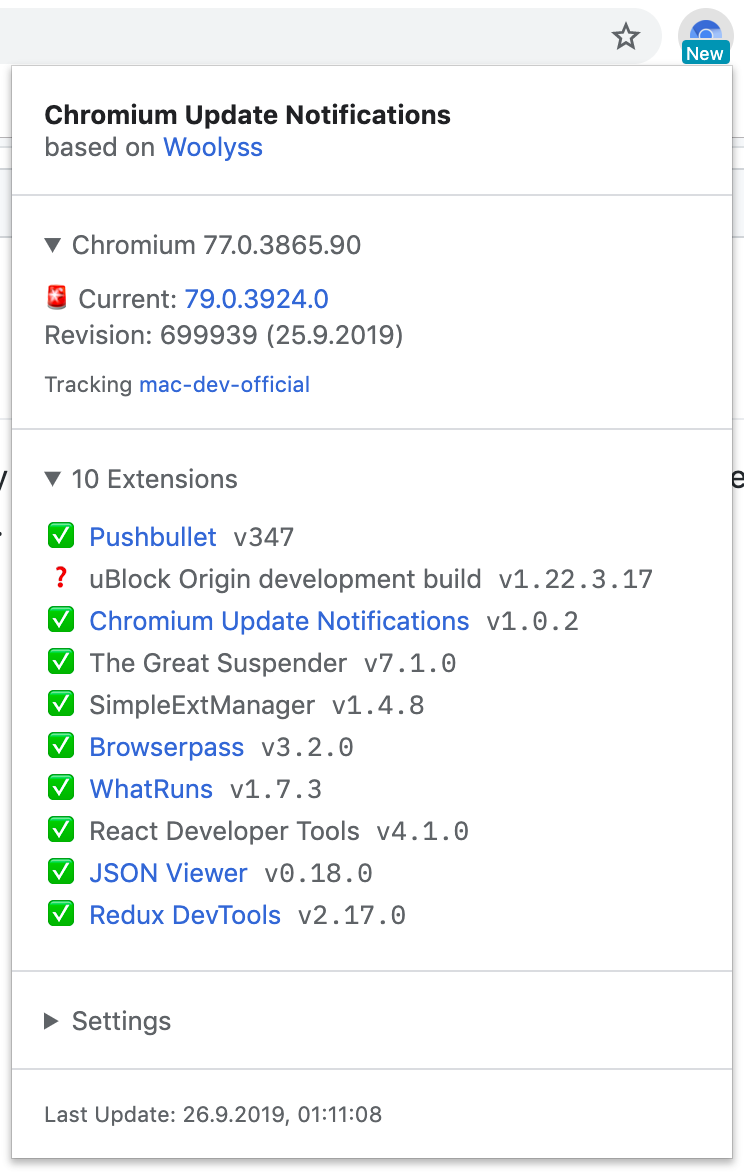 New
Chromium Update Notifications
based on Woolyss
▼ Chromium 77.0.3865.90
🚨 Current: 79.0.3924.0
Revision: 699939 (25.9.2019)
Tracking mac-dev-official
▼ 10 Extensions
✅ Pushbullet v347
❓ uBlock Origin development build v1.22.3.17
✅ Chromium Update Notifications v1.0.2
✅ The Great Suspender v7.1.0
✅ SimpleExtManager v1.4.8
✅ Browserpass v3.2.0
✅ WhatRuns v1.7.3
✅ React Developer Tools v4.1.0
✅ JSON Viewer v0.18.0
✅ Redux DevTools v2.17.0
▶ Settings
Last Update: 26.9.2019, 01:11:08